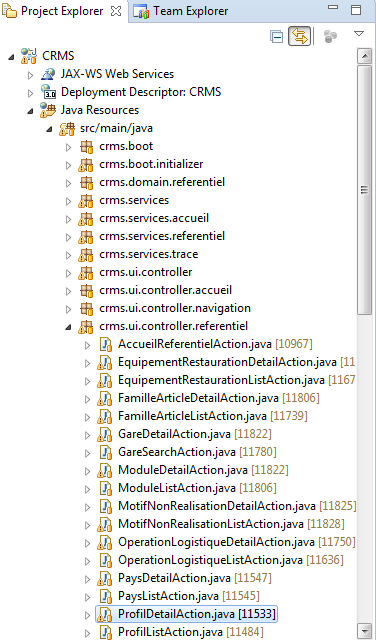 Project Explorer Team Explorer
CRMS
JAX-WS Web Services
3.0 Deployment Descriptor: CRMS
Java Resources
src/main/java
crms.boot
crms.boot.initializer
crms.domain.referentiel
crms.services
crms.services.accueil
crms.services.referentiel
crms.services.trace
crms.ui.controller
crms.ui.controller.accueil
crms.ui.controller.navigation
crms.ui.controller.referentiel
AccueilReferentielAction.java [10967]
EquipementRestaurationDetailAction.java [11
EquipementRestaurationListAction.java [1167
FamilleArticleDetailAction.java [11806]
FamilleArticleListAction.java [11739]
GareDetailAction.java [11822]
GareSearchAction.java [11780]
ModuleDetailAction.java [11822]
ModuleListAction.java [11806]
MotifNonRealisationDetailAction.java [11825]
MotifNonRealisationListAction.java [11828]
OperationLogistiqueDetailAction.java [11750]
OperationLogistiqueListAction.java [11636]
PaysDetailAction.java [11547]
PaysListAction.java [11545]
ProfilDetailAction.java [11533]
ProfilListAction.java [11484]